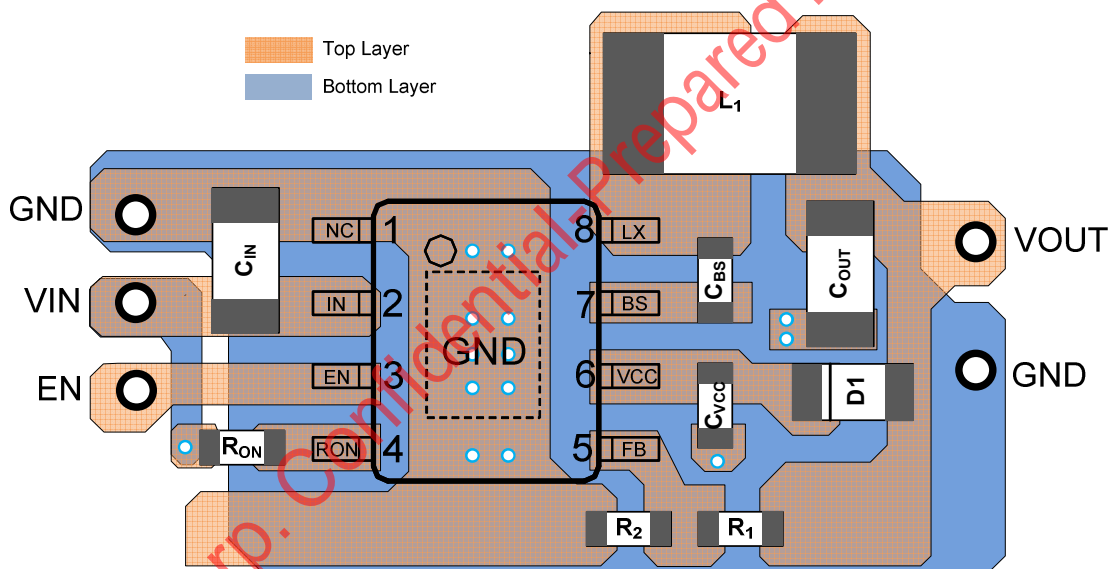 Top Layer
Bottom Layer
L1
GND
VIN
EN
CIN
RON
NC
1
IN
2
EN
3
RON
4
GND
8
LX
7
BS
6
VCC
5
FB
CBS
CVCC
COUT
D1
R2
R1
VOUT
GND
rp. Confidential-Prepared